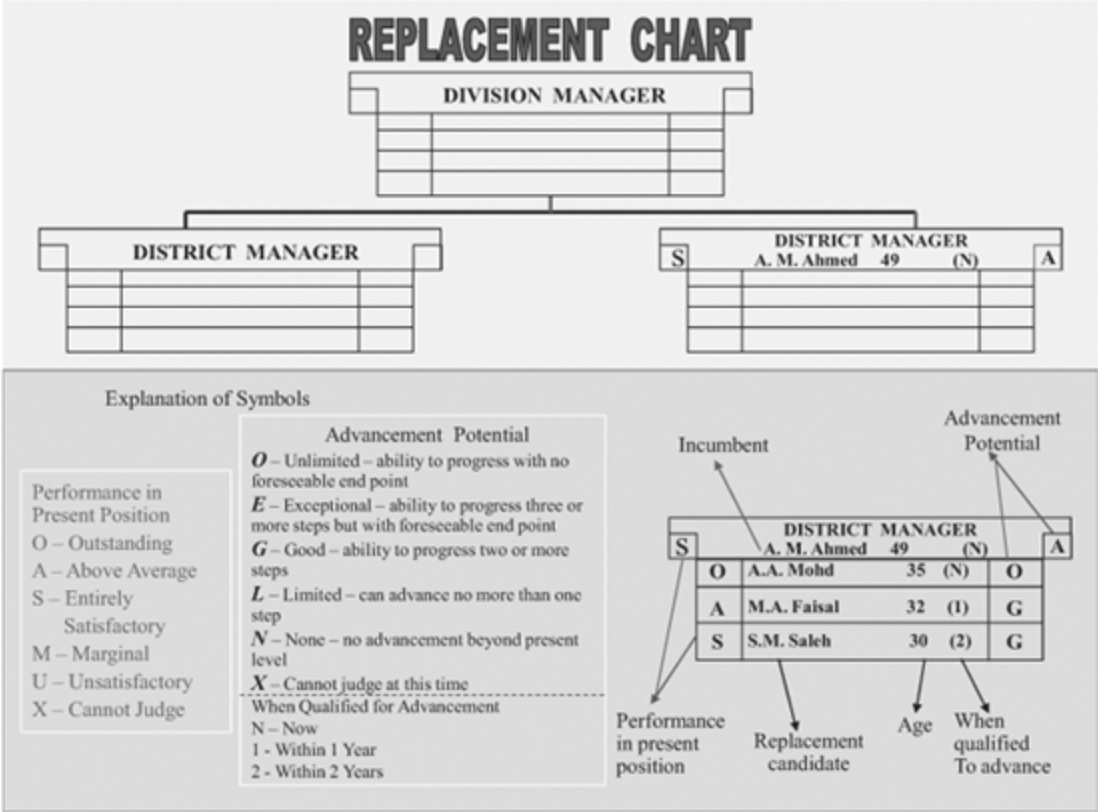 REPLACEMENT CHART
DIVISION MANAGER
DISTRICT MANAGER
DISTRICT MANAGER
S A. M. Ahmed 49 (N) A
Explanation of Symbols
Performance in
Present Position
O – Outstanding
A – Above Average
S – Entirely
Satisfactory
M – Marginal
U – Unsatisfactory
X – Cannot Judge
Advancement Potential
O – Unlimited – ability to progress with no
foreseeable end point
E – Exceptional – ability to progress three or
more steps but with foreseeable end point
G – Good – ability to progress two or more
steps
L – Limited – can advance no more than one
step
N – None – no advancement beyond present
level
X – Cannot judge at this time
When Qualified for Advancement
N – Now
1 - Within 1 Year
2 - Within 2 Years
Incumbent
Advancement
Potential
DISTRICT MANAGER
S A. M. Ahmed 49 (N) A
O A.A. Mohd 35 (N) O
A M.A. Faisal 32 (1) G
S S.M. Saleh 30 (2) G
Performance
in present
position
Replacement
candidate
Age
When
qualified
To advance